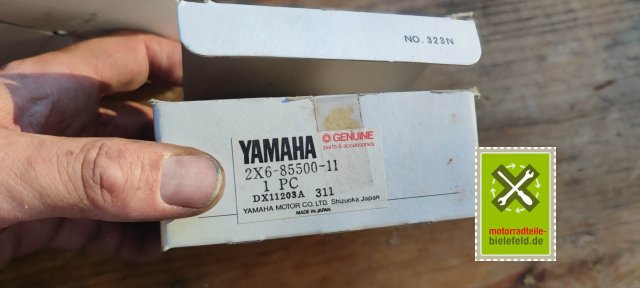 NO. 323N
YAMAHA
GENUINE
parts & accessories
2X6-85500-11
1 PC
DX11203A 311
YAMAHA MOTOR CO., LTD. Shizuoka Japan
MADE IN JAPAN
motorradteile-
bielefeld.de